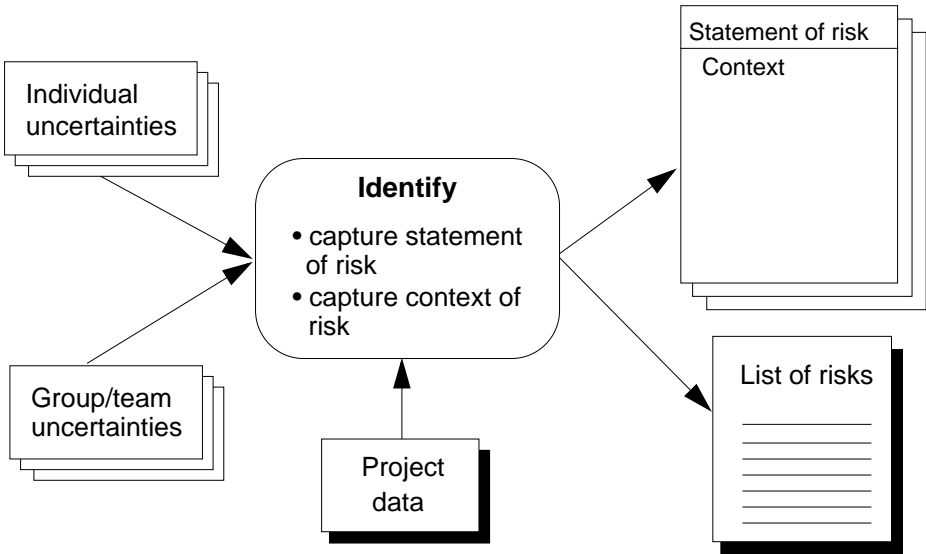 Statement of risk
Context
Individual
uncertainties
Identify
• capture statement
of risk
• capture context of
risk
Group/team
uncertainties
Project
data
List of risks